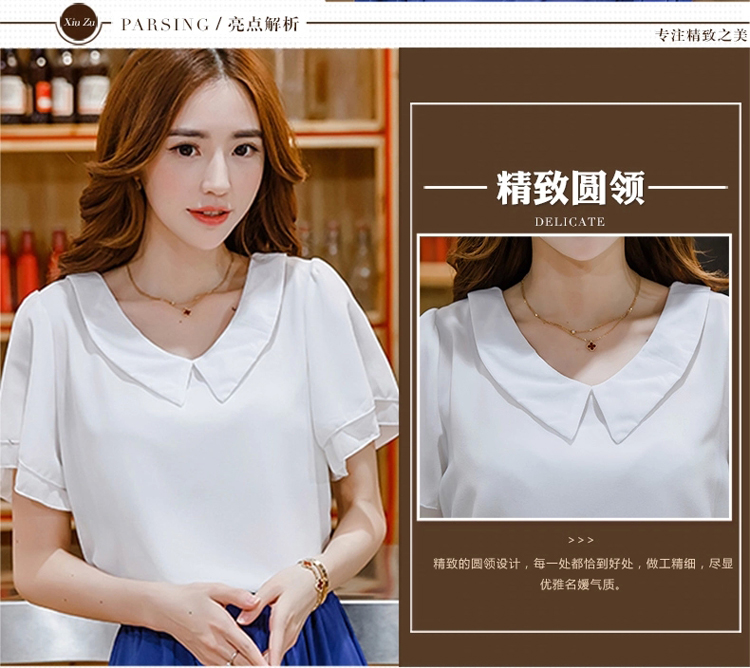 Xiu Zu
PARSING / 亮点解析
专注精致之美
精致圆领
DELICATE
>>>
精致的圆领设计，每一处都恰到好处，做工精细，尽显
优雅名媛气质。